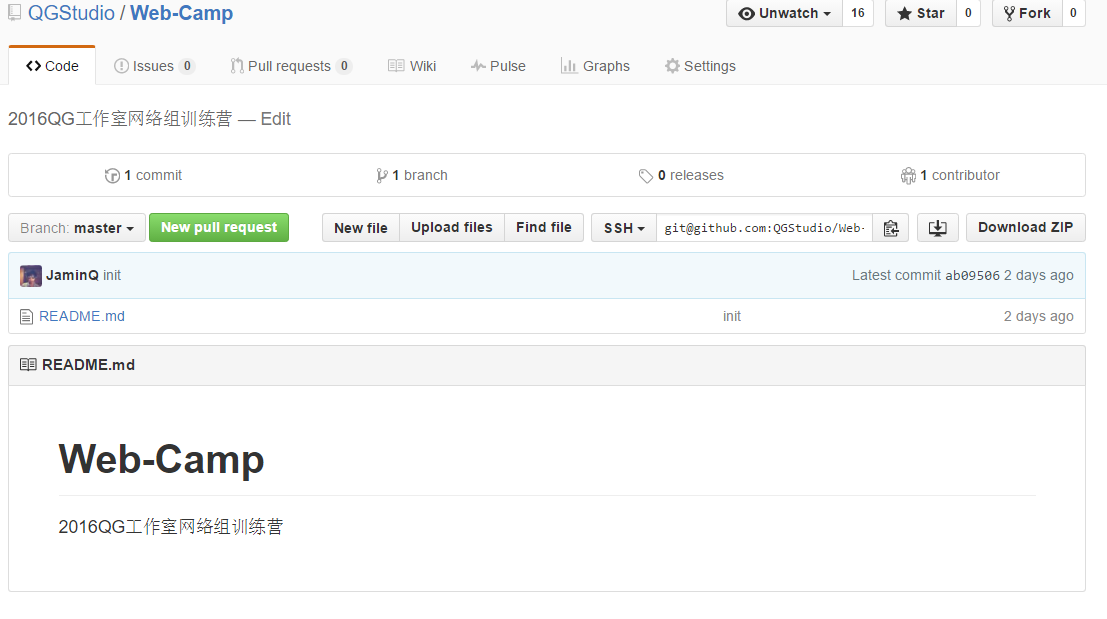 QGStudio / Web-Camp Unwatch 16 Star 0 Fork 0
Code Issues 0 Pull requests 0 Wiki Pulse Graphs Settings
2016QG工作室网络组训练营 — Edit
1 commit 1 branch 0 releases 1 contributor
Branch: master New pull request New file Upload files Find file SSH git@github.com:QGStudio/Web- Download ZIP
JaminQ init Latest commit ab09506 2 days ago
README.md init 2 days ago
README.md
Web-Camp
2016QG工作室网络组训练营